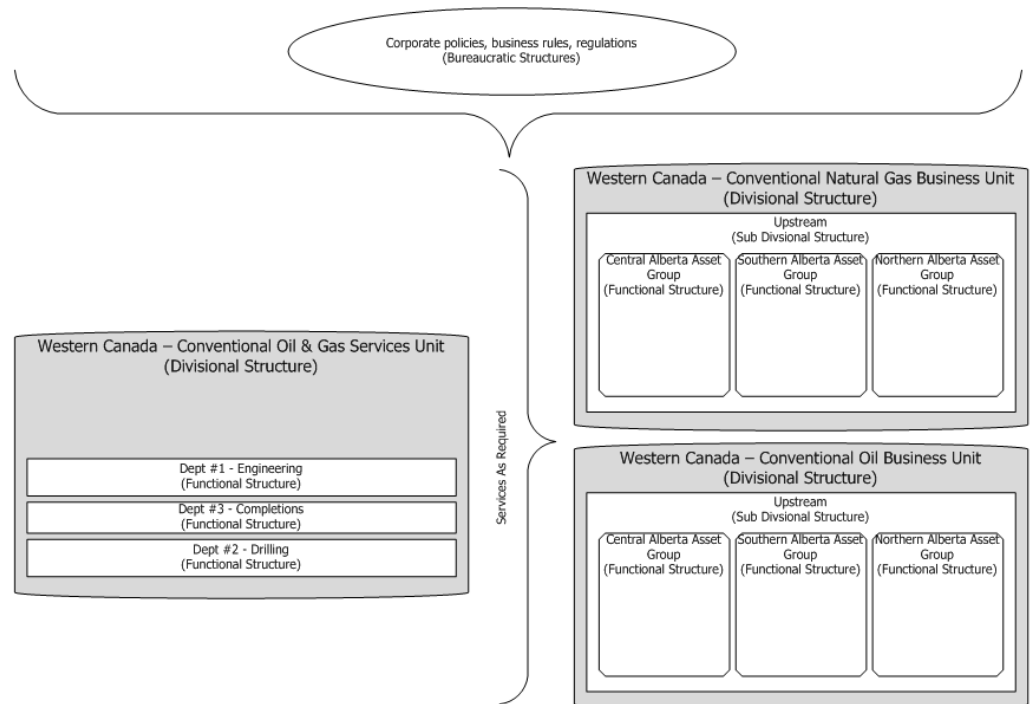 Corporate policies, business rules, regulations
(Bureaucratic Structures)
Western Canada – Conventional Natural Gas Business Unit
(Divisional Structure)
Upstream
(Sub Divsional Structure)
Central Alberta Asset
Group
(Functional Structure)
Southern Alberta Asset
Group
(Functional Structure)
Northern Alberta Asset
Group
(Functional Structure)
Western Canada – Conventional Oil & Gas Services Unit
(Divisional Structure)
Dept #1 - Engineering
(Functional Structure)
Dept #3 - Completions
(Functional Structure)
Dept #2 - Drilling
(Functional Structure)
Services As Required
Western Canada – Conventional Oil Business Unit
(Divisional Structure)
Upstream
(Sub Divsional Structure)
Central Alberta Asset
Group
(Functional Structure)
Southern Alberta Asset
Group
(Functional Structure)
Northern Alberta Asset
Group
(Functional Structure)